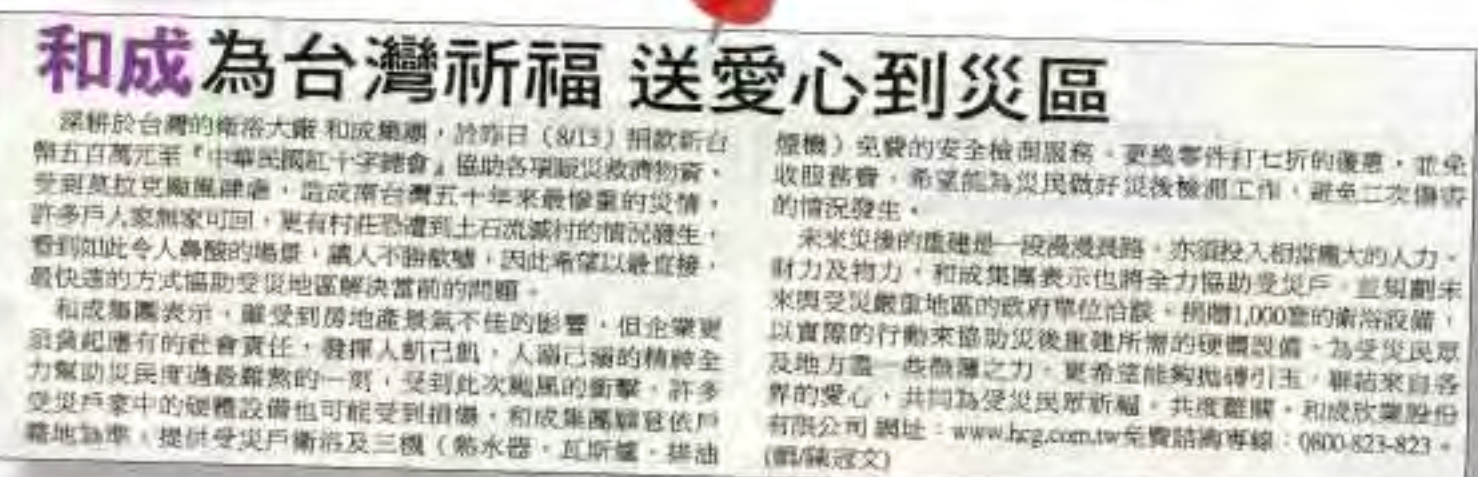 和成為台灣祈福 送愛心到災區
深耕於台灣的衛浴大廠 和成集團，於昨日（8/13）捐款新台
幣五百萬元至『中華民國紅十字總會』協助各項賑災救濟物資，
受到莫拉克颱風肆虐，造成南台灣五十年來最慘重的災情，
許多戶人家無家可回，更有村莊恐遭到土石流滅村的情況發生，
看到如此令人鼻酸的場景，讓人不勝欷噓，因此希望以最直接，
最快速的方式協助受災地區解決當前的問題。
和成集團表示，雖受到房地產景氣不佳的影響，但企業更
須負起應有的社會責任，發揮人飢己飢，人溺己溺的精神全
力幫助災民度過最難熬的一刻，受到此次颱風的衝擊，許多
受災戶家中的硬體設備也可能受到損傷，和成集團願意依戶
籍地為準，提供受災戶衛浴及三機（熱水器、瓦斯爐、排油
煙機）免費的安全檢測服務，更換零件打七折的優惠，並免
收服務費，希望能為災民做好災後檢測工作，避免二次傷害
的情況發生。
未來災後的重建是一段漫漫長路，亦須投入相當龐大的人力、
財力及物力，和成集團表示也將全力協助受災戶，並規劃未
來與受災嚴重地區的政府單位洽談，捐贈1,000套的衛浴設備，
以實際的行動來協助災後重建所需的硬體設備，為受災民眾
及地方盡一些微薄之力，更希望能夠拋磚引玉，聯結來自各
界的愛心，共同為受災民眾祈福，共度難關。和成欣業股份
有限公司 網址：www.hcg.com.tw免費諮詢專線：0800-823-823。
(圖/陳冠文)